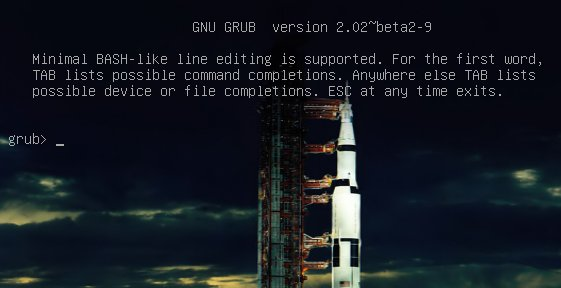 GNU GRUB  version 2.02~beta2-9
Minimal BASH-like line editing is supported. For the first word,
TAB lists possible command completions. Anywhere else TAB lists
possible device or file completions. ESC at any time exits.
grub> _